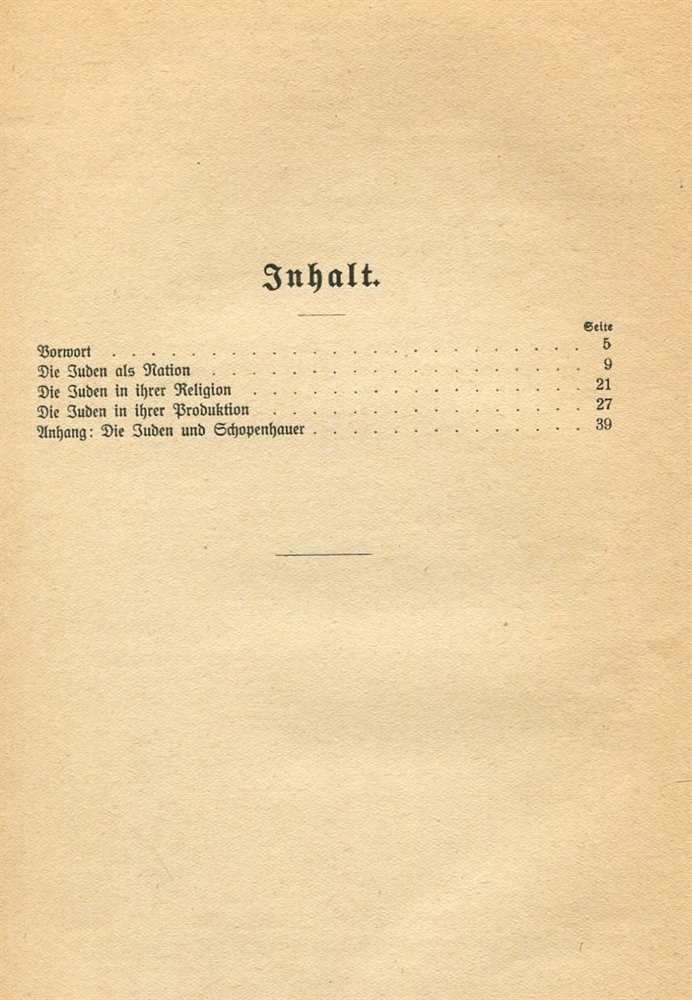 Inhalt.
Seite
Vorwort . . . . . . . . . . . . . . . . . . . . . . . . 5
Die Juden als Nation . . . . . . . . . . . . . . . . . . . 9
Die Juden in ihrer Religion . . . . . . . . . . . . . . . . . 21
Die Juden in ihrer Produktion . . . . . . . . . . . . . . . . 27
Anhang: Die Juden und Schopenhauer . . . . . . . . . . . . . . 39